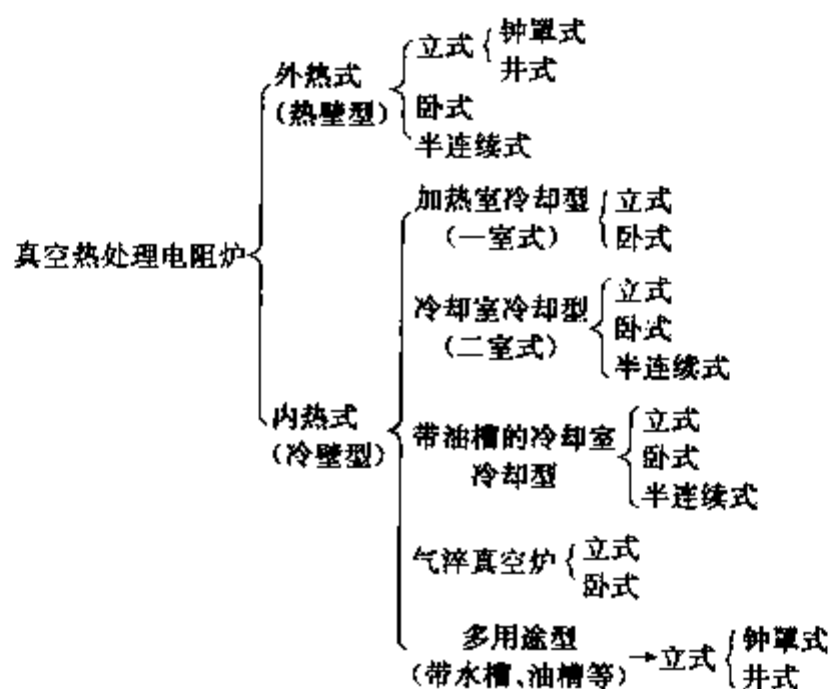 立式
钟罩式
井式
外热式
(热壁型)
卧式
半连续式
真空热处理电阻炉
加热室冷却型
(一室式)
立式
卧式
冷却室冷却型
(二室式)
立式
卧式
半连续式
内热式
(冷壁型)
带油槽的冷却室
冷却型
立式
卧式
半连续式
气淬真空炉
立式
卧式
多用途型
(带水槽、油槽等)
立式
钟罩式
井式